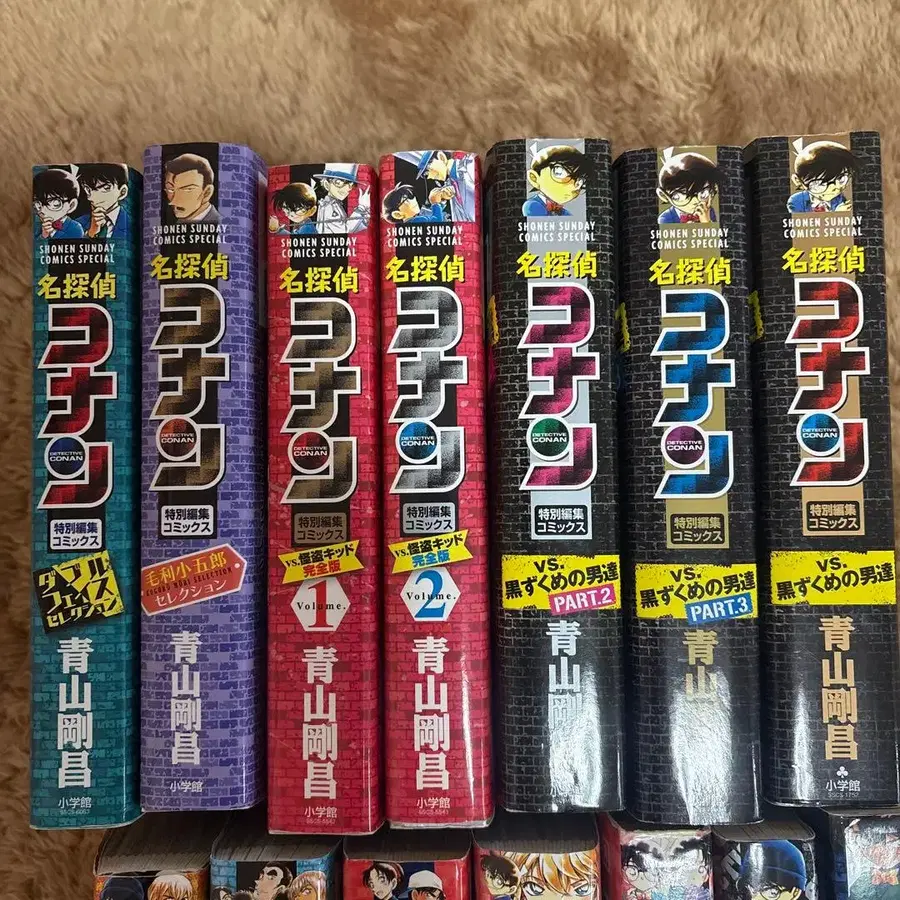 SHONEN SUNDAY
COMICS SPECIAL
名探偵
コナン
DETECTIVE
CONAN
特別編集
コミックス
ダブル
フェイス
セレクション
青山剛昌
小学館
SHONEN SUNDAY
COMICS SPECIAL
名探偵
コナン
DETECTIVE
CONAN
特別編集
コミックス
毛利小五郎
KOGORO MORI SELECTION
セレクション
青山剛昌
小学館
SHONEN SUNDAY
COMICS SPECIAL
名探偵
コナン
DETECTIVE
CONAN
特別編集
コミックス
vs.怪盗キッド
完全版
1
Volume.
青山剛昌
小学館
SHONEN SUNDAY
COMICS SPECIAL
名探偵
コナン
DETECTIVE
CONAN
特別編集
コミックス
vs.怪盗キッド
完全版
Volume.
2
青山剛昌
小学館
SHONEN SUNDAY
COMICS SPECIAL
名探偵
コナン
DETECTIVE
CONAN
特別編集
コミックス
vs.
黒ずくめの男達
PART.2
青山剛
SHONEN SUNDAY
COMICS SPECIAL
名探偵
コナン
DETECTIVE
CONAN
特別編集
コミックス
vs.
黒ずくめの男達
PART.3
青山
SHONEN SUNDAY
COMICS SPECIAL
名探偵
コナン
DETECTIVE
CONAN
特別編集
コミックス
vs.
黒ずくめの男達
青山剛昌
小学館